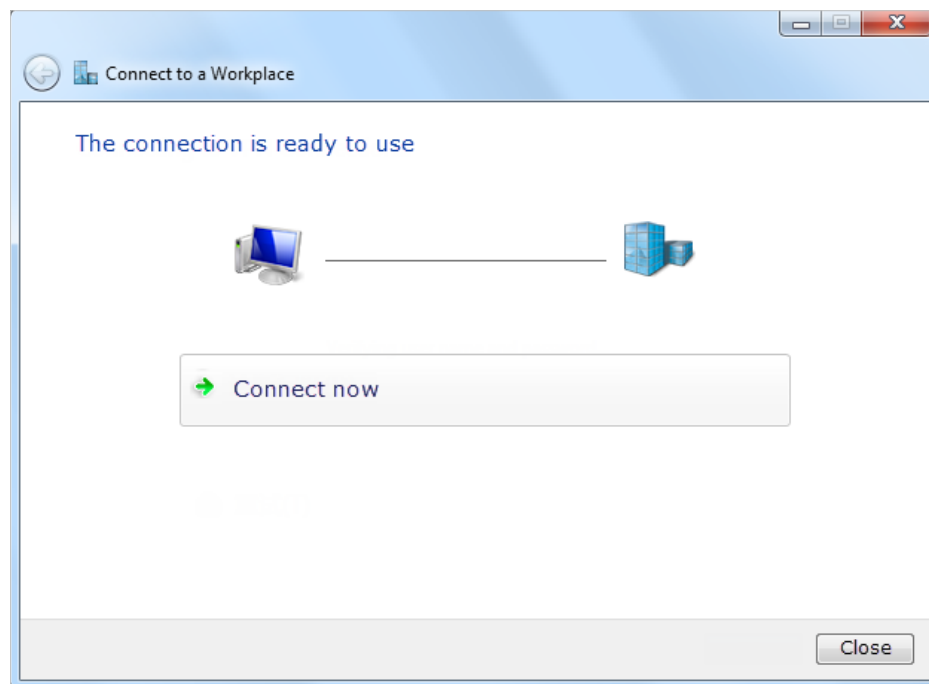 Connect to a Workplace
The connection is ready to use
Connect now
Close